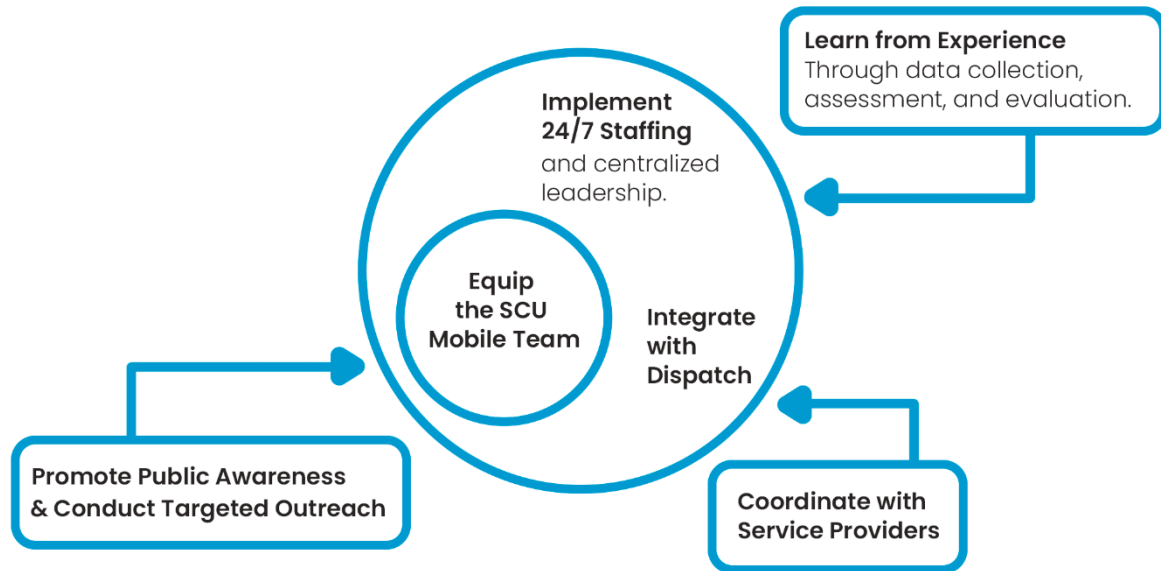 Learn from Experience
Through data collection,
assessment, and evaluation.
Implement
24/7 Staffing
and centralized
leadership.
Equip
the SCU
Mobile Team
Integrate
with
Dispatch
Promote Public Awareness
& Conduct Targeted Outreach
Coordinate with
Service Providers